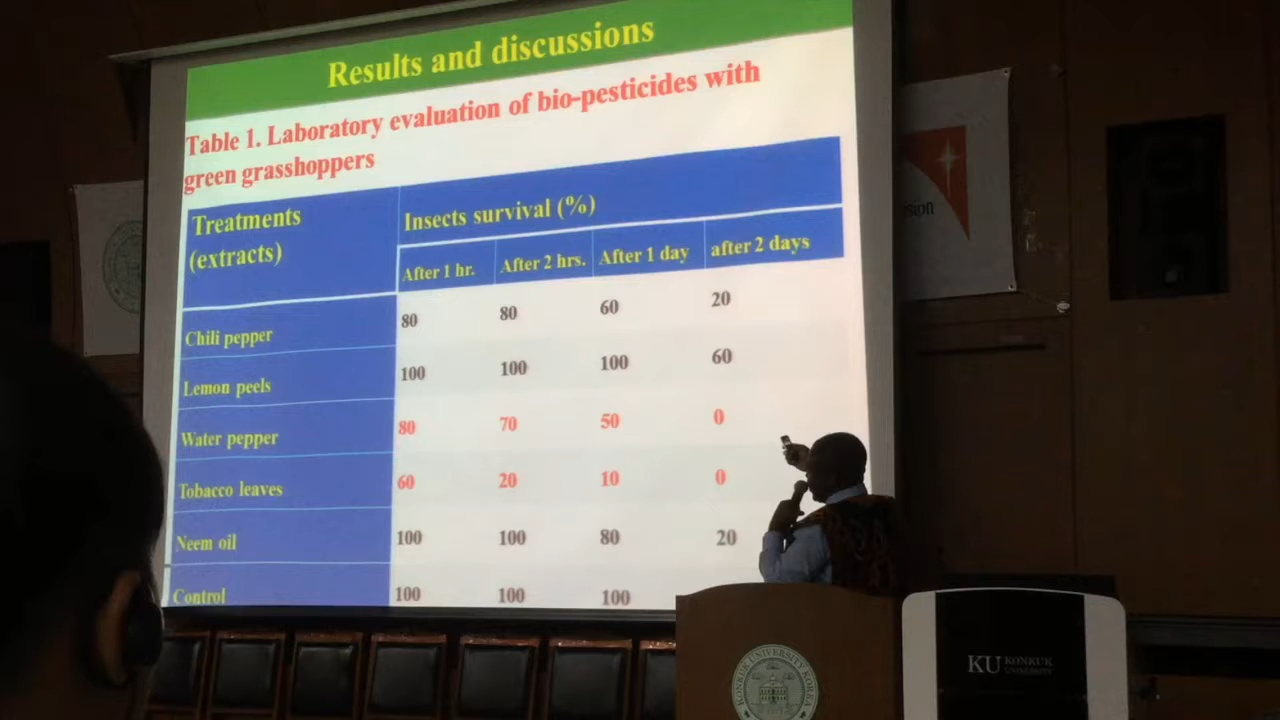 Results and discussions
Table 1. Laboratory evaluation of bio-pesticides with
green grasshoppers
Treatments
(extracts)
Insects survival (%)
After 1 hr. After 2 hrs. After 1 day after 2 days
Chili pepper 80 80 60 20
Lemon peels 100 100 100 60
Water pepper 80 70 50 0
Tobacco leaves 60 20 10 0
Neem oil 100 100 80 20
Control 100 100 100
KONKUK UNIVERSITY KOREA
KU KONKUK
UNIVERSITY